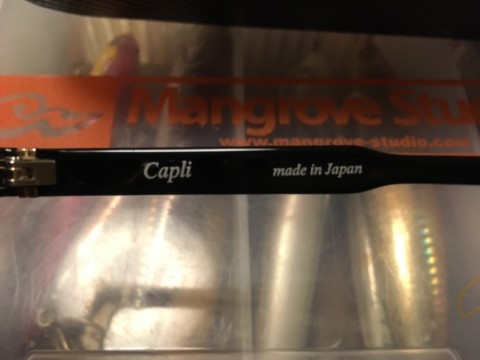 Mangrove Stu
www.mangrove-studio.com
Capli made in Japan